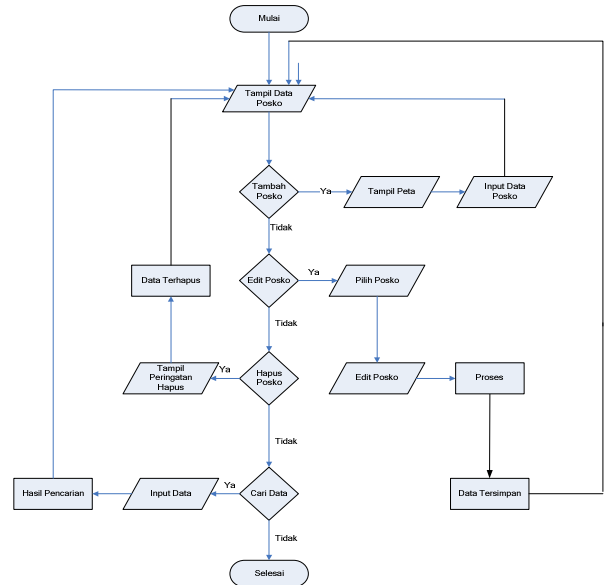 Mulai
Tampil Data
Posko
Tambah
Posko
Ya
Tampil Peta
Input Data
Posko
Tidak
Data Terhapus
Edit Posko
Ya
Pilih Posko
Tidak
Tampil
Peringatan
Hapus
Ya
Hapus
Posko
Edit Posko
Proses
Tidak
Hasil Pencarian
Input Data
Ya
Cari Data
Data Tersimpan
Tidak
Selesai